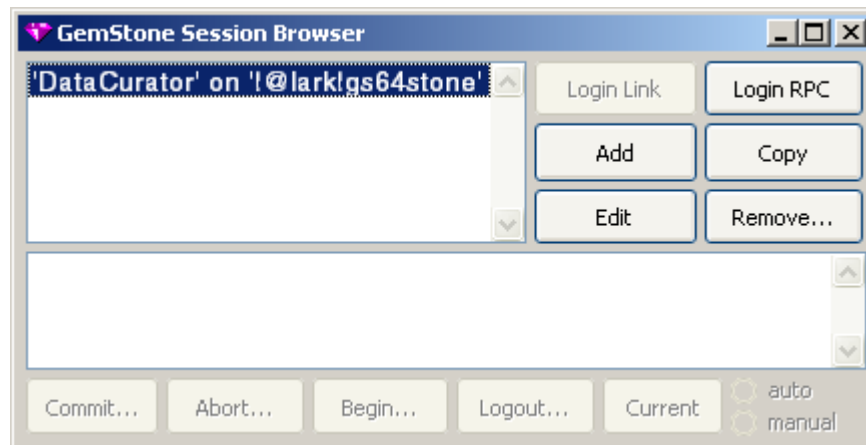 GemStone Session Browser
'DataCurator' on '!@lark!gs64stone'
Login Link
Login RPC
Add
Copy
Edit
Remove...
Commit...
Abort...
Begin...
Logout...
Current
auto
manual